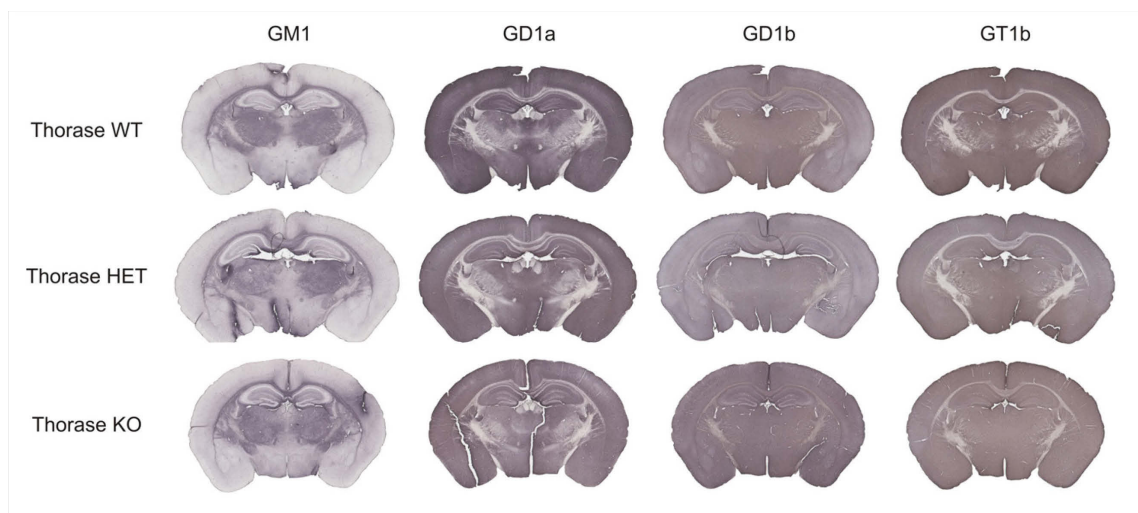 GM1 GD1a GD1b GT1b
Thorase WT
Thorase HET
Thorase KO